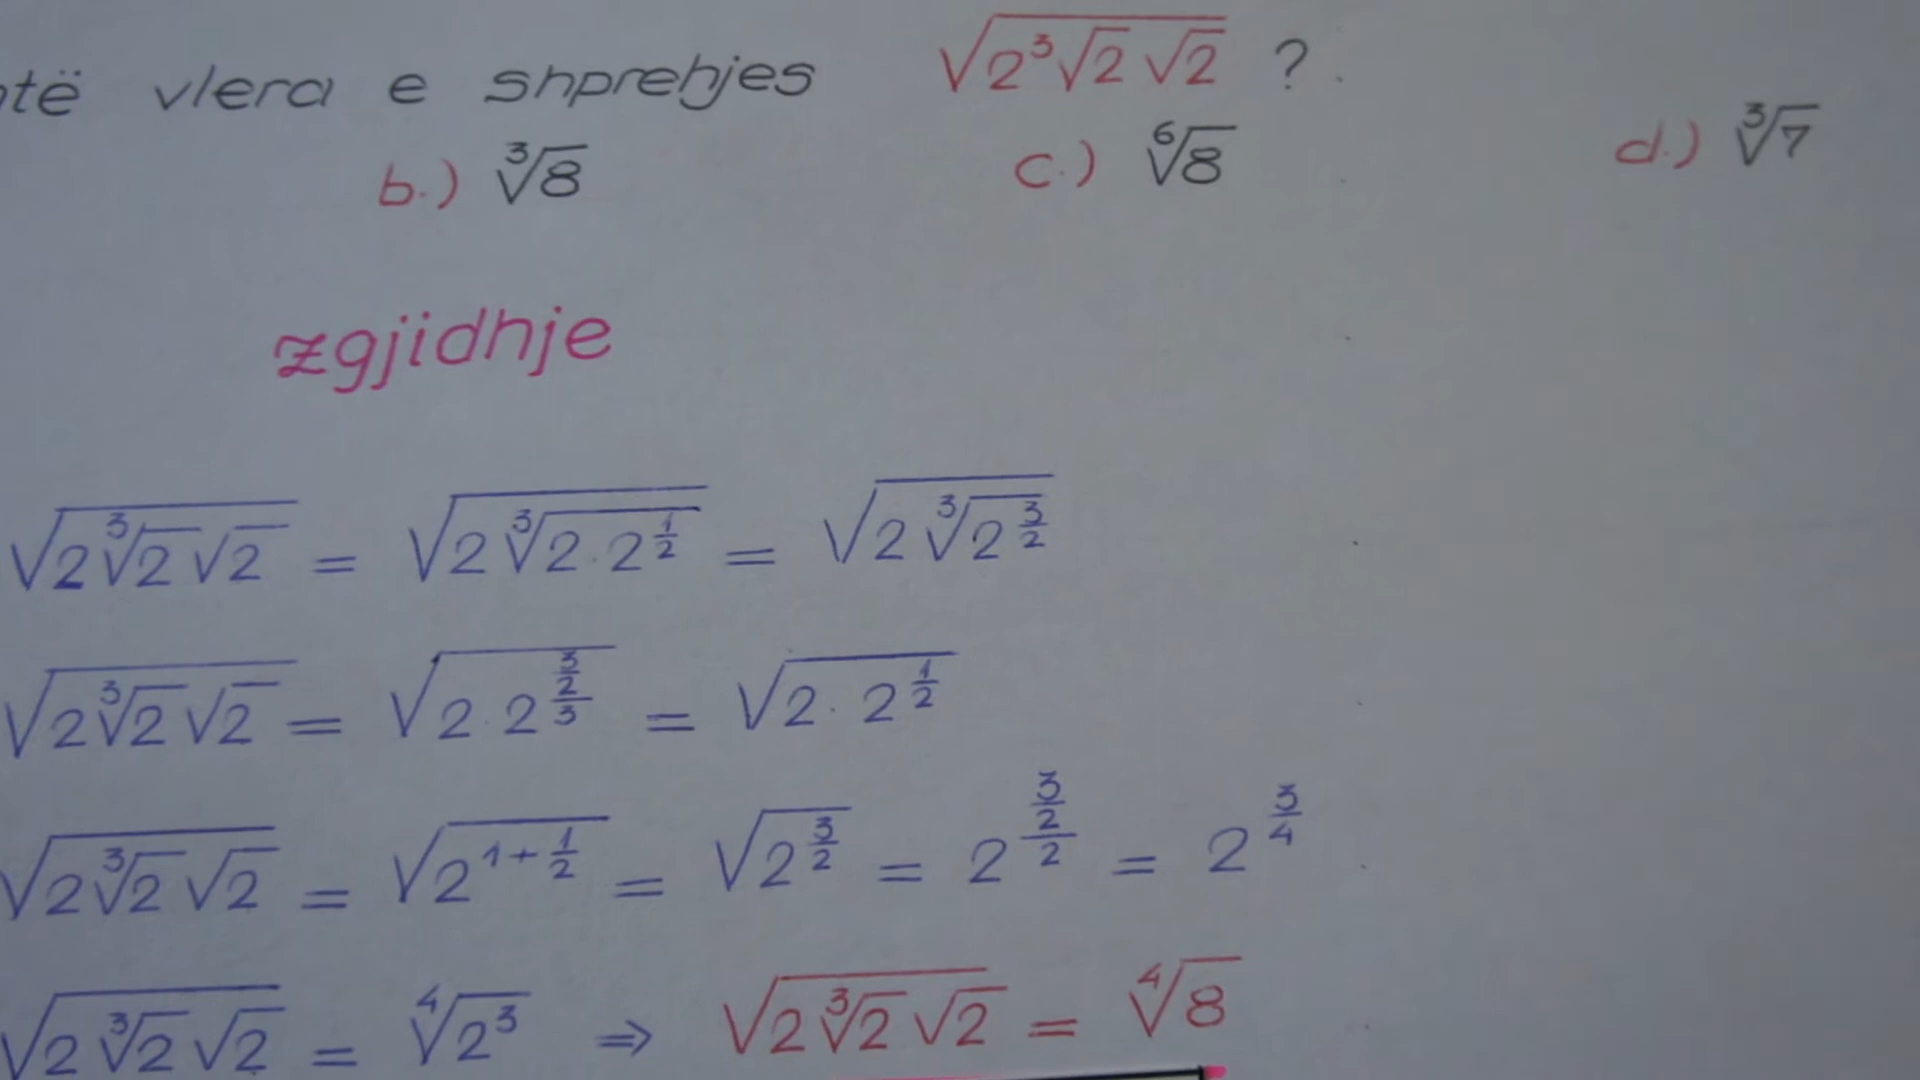 vlera e shprehjes √(2∛2√2) ?
b.) ∛8 c.) ⁶√8 d.) ∛7
zgjidhje
√(2∛2√2) = √(2∛(2·2^(1/2))) = √(2∛(2^(3/2)))
√(2∛2√2) = √(2·2^((3/2)/3)) = √(2·2^(1/2))
√(2∛2√2) = √(2^(1+1/2)) = √(2^(3/2)) = 2^((3/2)/2) = 2^(3/4)
√(2∛2√2) = ⁴√(2³) ⇒ √(2∛2√2) = ⁴√8